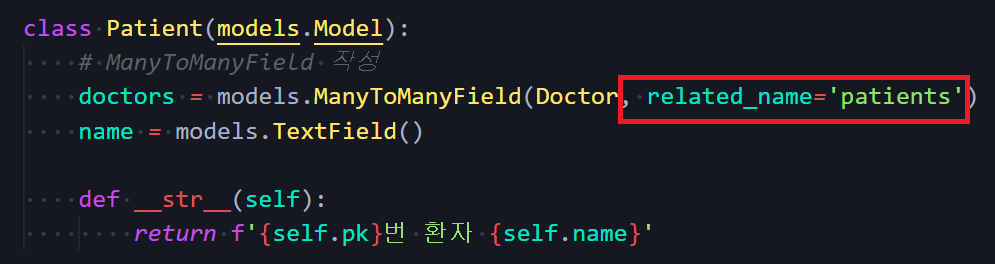 class Patient(models.Model):
# ManyToManyField 작성
doctors = models.ManyToManyField(Doctor, related_name='patients')
name = models.TextField()
def __str__(self):
return f'{self.pk}번 환자 {self.name}'